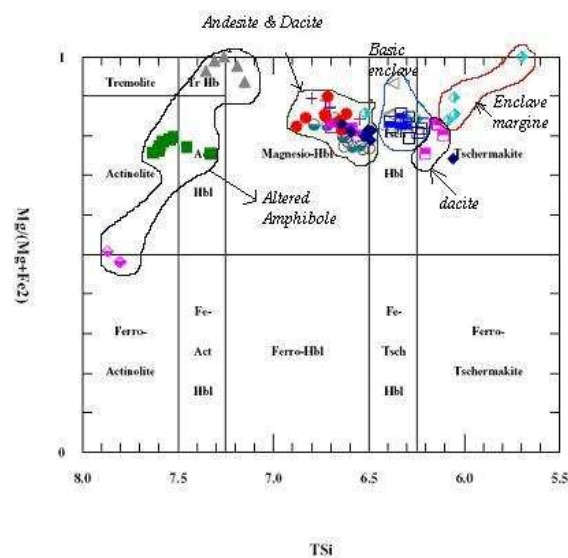 Andesite & Dacite
Basic
enclave
1
Tremolite
Tr Hb
Enclave
margine
Actinolite
A
Hbl
Magnesio-Hbl
Tsch
Hbl
Tschermakite
dacite
Altered
Amphibole
Mg/(Mg+Fe2)
Ferro-
Actinolite
Fe-
Act
Hbl
Ferro-Hbl
Fe-
Tsch
Hbl
Ferro-
Tschermakite
0
8.0
7.5
7.0
6.5
6.0
5.5
TSi